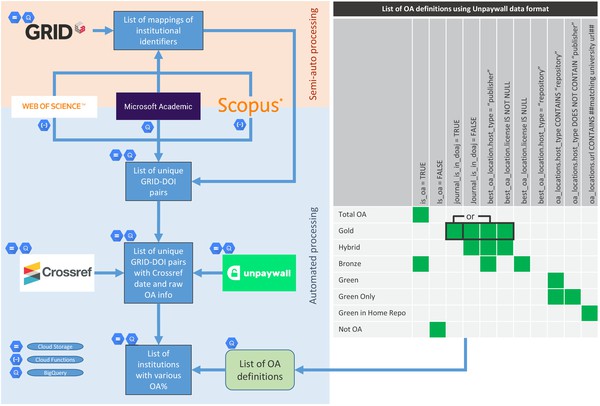 GRID
List of mappings of
institutional
identifiers
Semi-auto processing
WEB OF SCIENCE™
Microsoft Academic
Scopus
List of unique
GRID-DOI
pairs
Automated processing
Crossref
List of unique
GRID-DOI pairs
with Crossref
date and raw
OA info
unpaywall
Cloud Storage
Cloud Functions
BigQuery
List of
institutions
with various
OA%
List of OA
definitions
List of OA definitions using Unpaywall data format
is_oa = TRUE
Is_oa = FALSE
journal_is_in_doaj = TRUE
Journal_is_in_doaj = FALSE
best_oa_location.host_type = "publisher"
best_oa_location.license IS NOT NULL
best_oa_location.license IS NULL
best_oa_location.host_type = "repository"
oa_locations.host_type CONTAINS "repository"
oa_locations.host_type DOES NOT CONTAIN "publisher"
oa_locations.url CONTAINS ##matching university url##
Total OA
or
Gold
Hybrid
Bronze
Green
Green Only
Green in Home Repo
Not OA